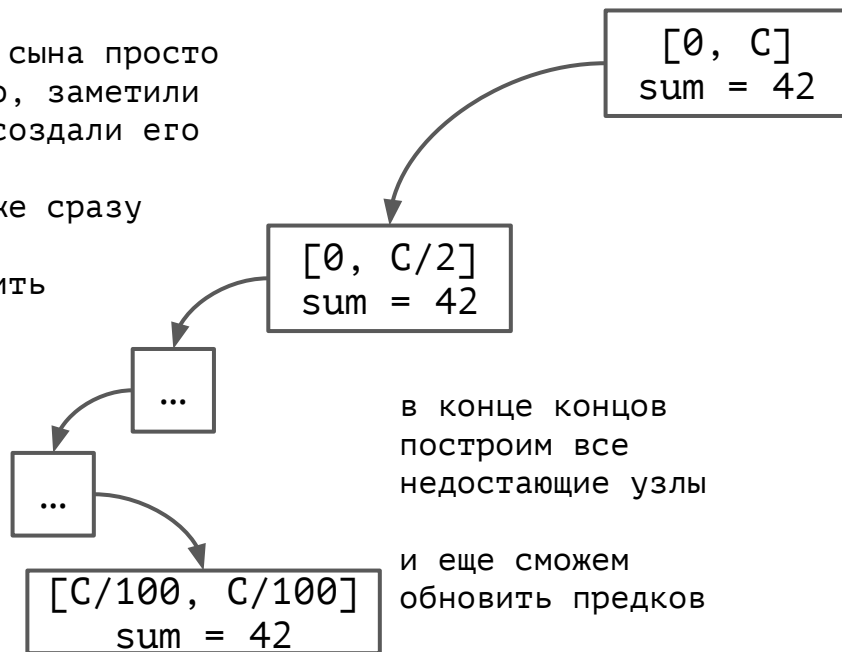 сына просто
, заметили
создали его
же сразу
ить
[0, C]
sum = 42
[0, C/2]
sum = 42
...
...
в конце концов
построим все
недостающие узлы
и еще сможем
обновить предков
[C/100, C/100]
sum = 42